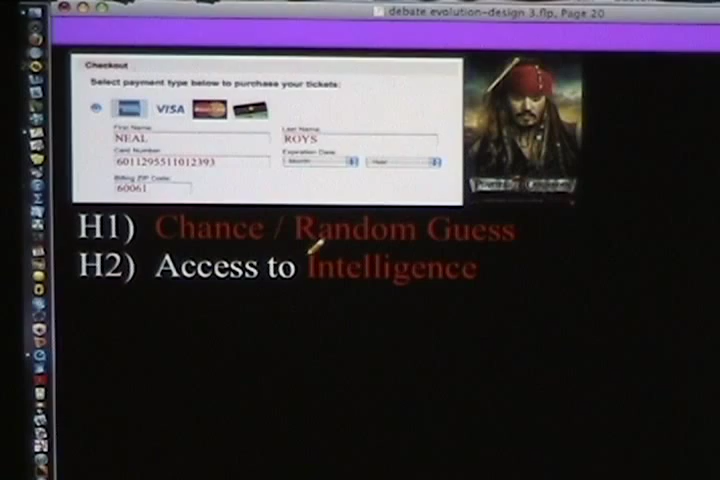 debate evolution-design 3.flp, Page 20
Checkout
Select payment type below to purchase your tickets:
VISA
First Name
Last Name
NEAL
ROYS
Card Number
Expiration Date:
6011295511012393
Month
Year
Billing ZIP Code:
60061
H1) Chance / Random Guess
H2) Access to Intelligence